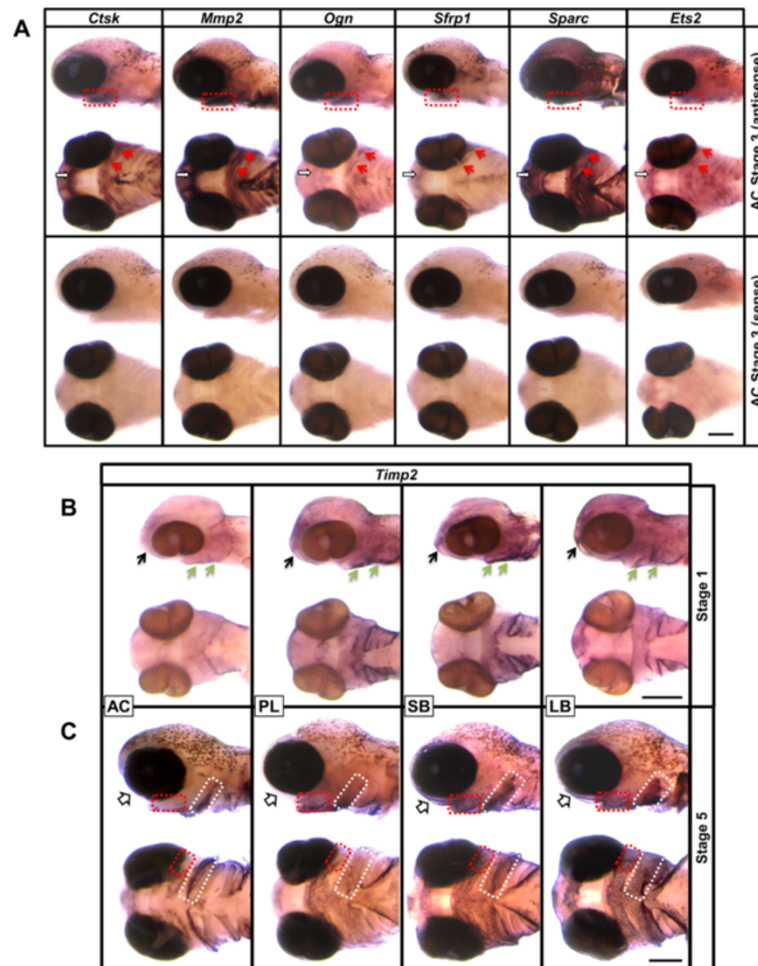 Ctsk Mmp2 Ogn Sfrp1 Sparc Ets2
A
AC Stage 3 (antisense)
AC Stage 3 (sense)
Timp2
B
Stage 1
AC PL SB LB
C
Stage 5